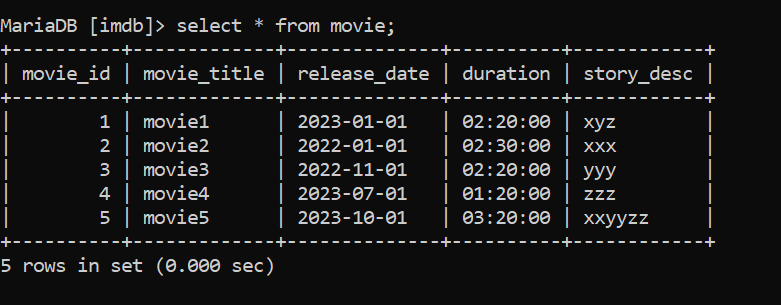 MariaDB [imdb]> select * from movie;
+----------+-------------+--------------+----------+------------+
| movie_id | movie_title | release_date | duration | story_desc |
+----------+-------------+--------------+----------+------------+
|        1 | movie1      | 2023-01-01   | 02:20:00 | xyz        |
|        2 | movie2      | 2022-01-01   | 02:30:00 | xxx        |
|        3 | movie3      | 2022-11-01   | 02:20:00 | yyy        |
|        4 | movie4      | 2023-07-01   | 01:20:00 | zzz        |
|        5 | movie5      | 2023-10-01   | 03:20:00 | xxyyzz     |
+----------+-------------+--------------+----------+------------+
5 rows in set (0.000 sec)